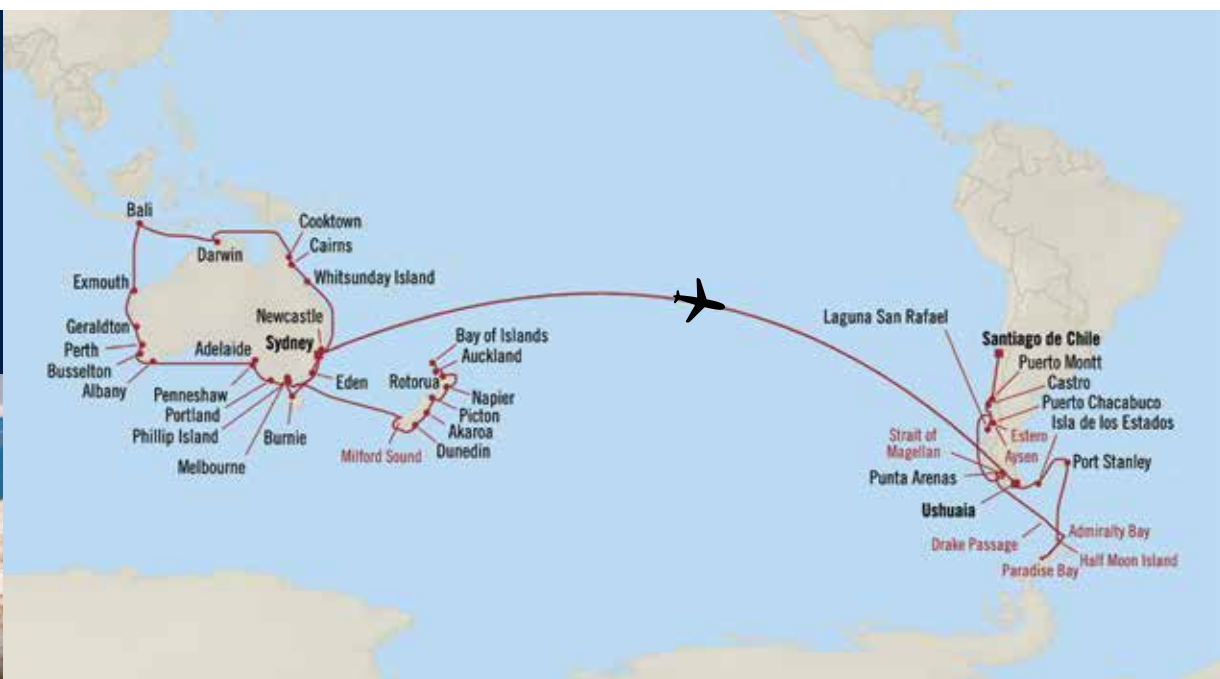 Bali
Darwin
Cooktown
Cairns
Whitsunday Island
Exmouth
Newcastle
Sydney
Geraldton
Perth
Busselton
Albany
Adelaide
Penneshaw
Portland
Phillip Island
Melbourne
Burnie
Eden
Bay of Islands
Auckland
Rotorua
Napier
Picton
Akaroa
Dunedin
Milford Sound
Laguna San Rafael
Santiago de Chile
Puerto Montt
Castro
Puerto Chacabuco
Isla de los Estados
Estero
Aysen
Strait of
Magellan
Punta Arenas
Port Stanley
Ushuaia
Drake Passage
Admiralty Bay
Half Moon Island
Paradise Bay